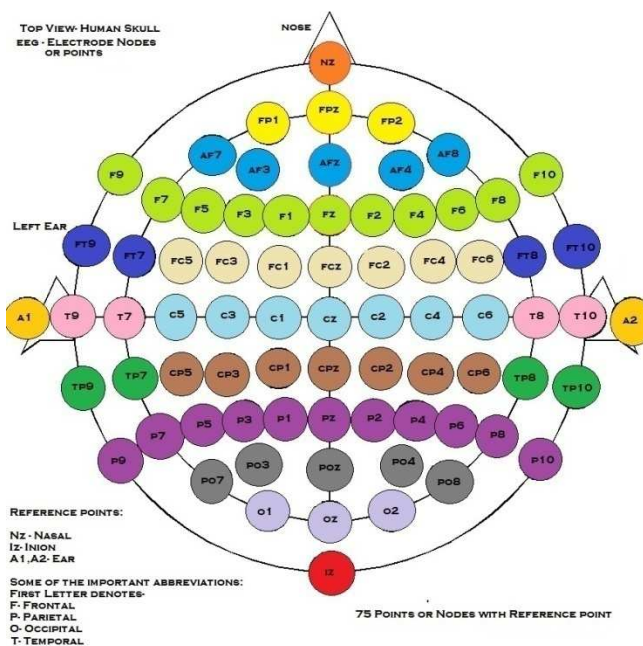 TOP VIEW- HUMAN SKULL
EEG - ELECTRODE NODES
OR POINTS
NOSE
NZ
FP1 FPZ FP2
AF7 AF3 AFZ AF4 AF8
F9 F10
F7 F5 F3 F1 FZ F2 F4 F6 F8
LEFT EAR
FT9 FT7 FC5 FC3 FC1 FCZ FC2 FC4 FC6 FT8 FT10
A1 T9 T7 C5 C3 C1 CZ C2 C4 C6 T8 T10 A2
TP9 TP7 CP5 CP3 CP1 CPZ CP2 CP4 CP6 TP8 TP10
P9 P7 P5 P3 P1 PZ P2 P4 P6 P8 P10
PO7 PO3 POZ PO4 PO8
O1 OZ O2
IZ
REFERENCE POINTS:
NZ - NASAL
IZ- INION
A1,A2- EAR
SOME OF THE IMPORTANT ABBREVIATIONS:
FIRST LETTER DENOTES-
F- FRONTAL
P- PARIETAL
O- OCCIPITAL
T- TEMPORAL
75 POINTS OR NODES WITH REFERENCE POINT